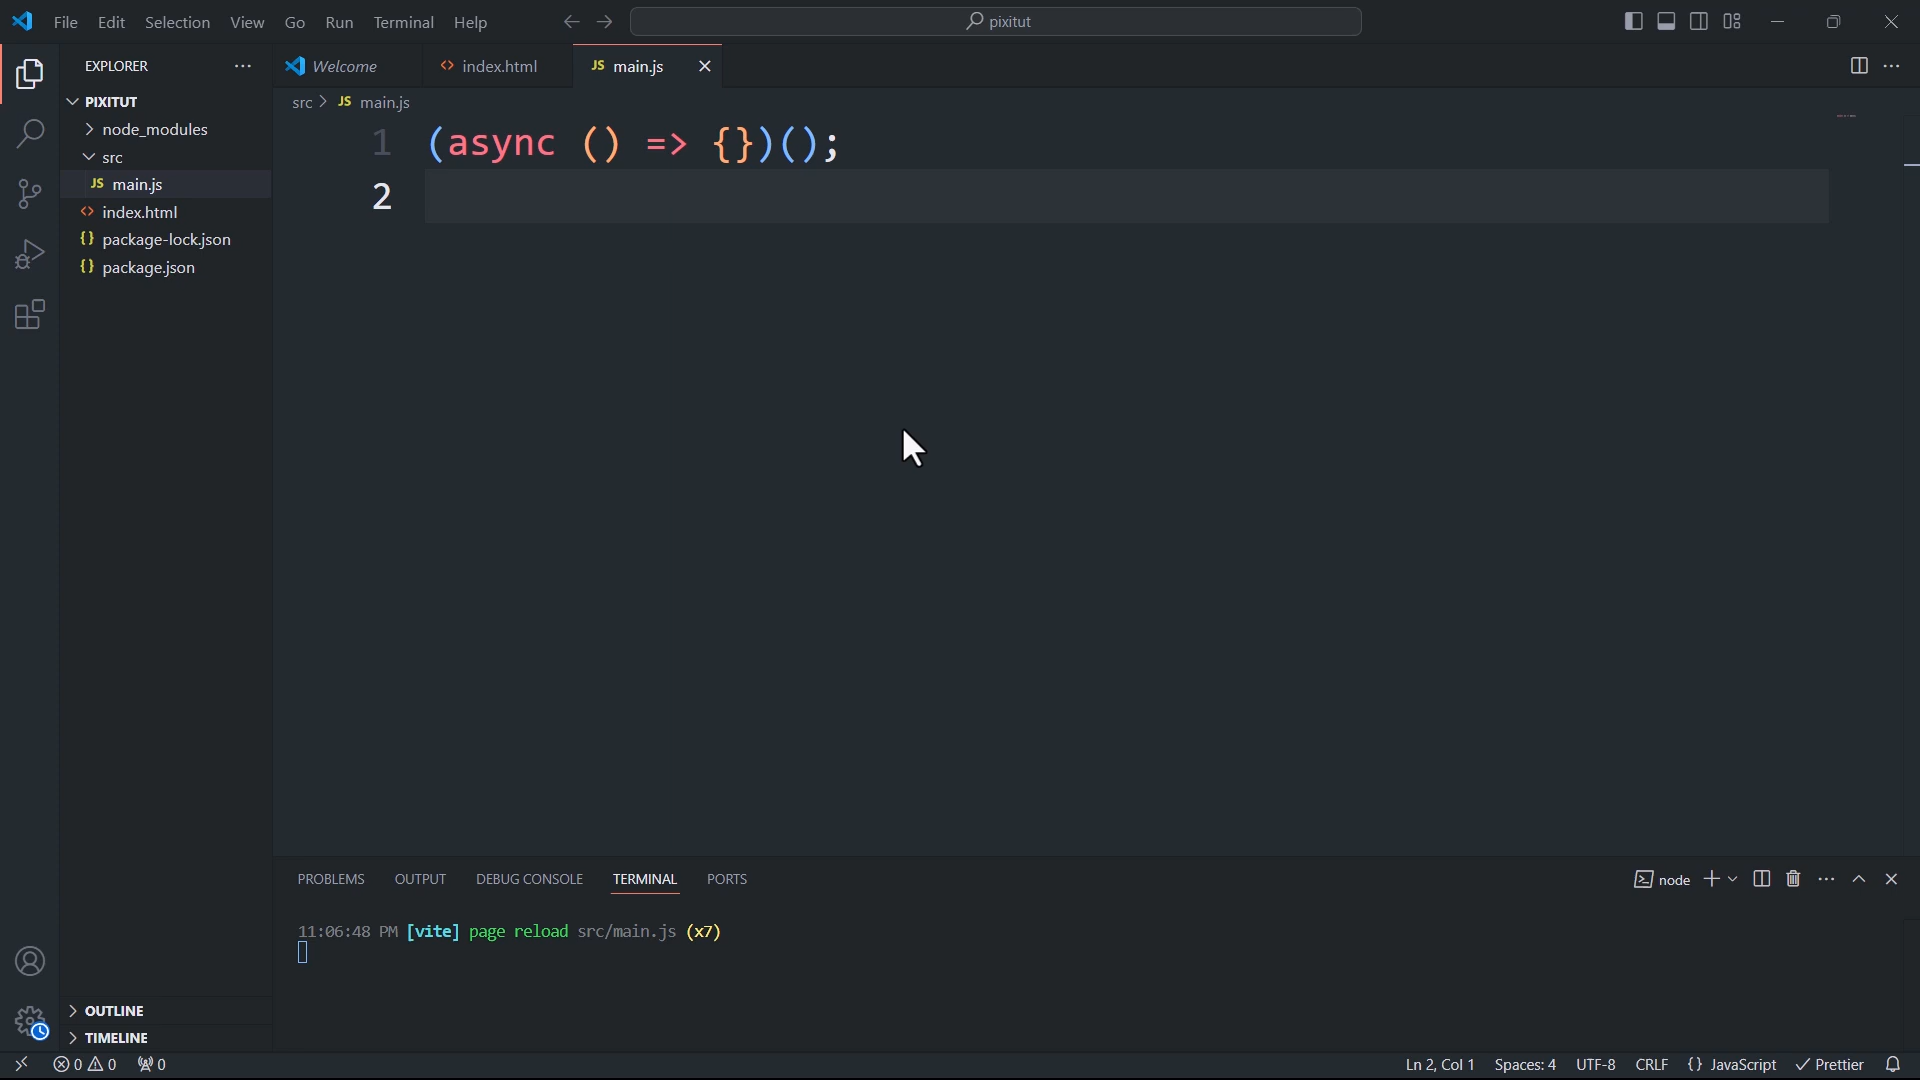 File Edit Selection View Go Run Terminal Help
pixitut
EXPLORER
PIXITUT
node_modules
src
JS main.js
<> index.html
{} package-lock.json
{} package.json
OUTLINE
TIMELINE
Welcome
<> index.html
JS main.js
src > JS main.js
1 (async () => {})();
2
PROBLEMS OUTPUT DEBUG CONSOLE TERMINAL PORTS
node
11:06:48 PM [vite] page reload src/main.js (x7)
0 0 0
Ln 2, Col 1 Spaces: 4 UTF-8 CRLF {} JavaScript Prettier